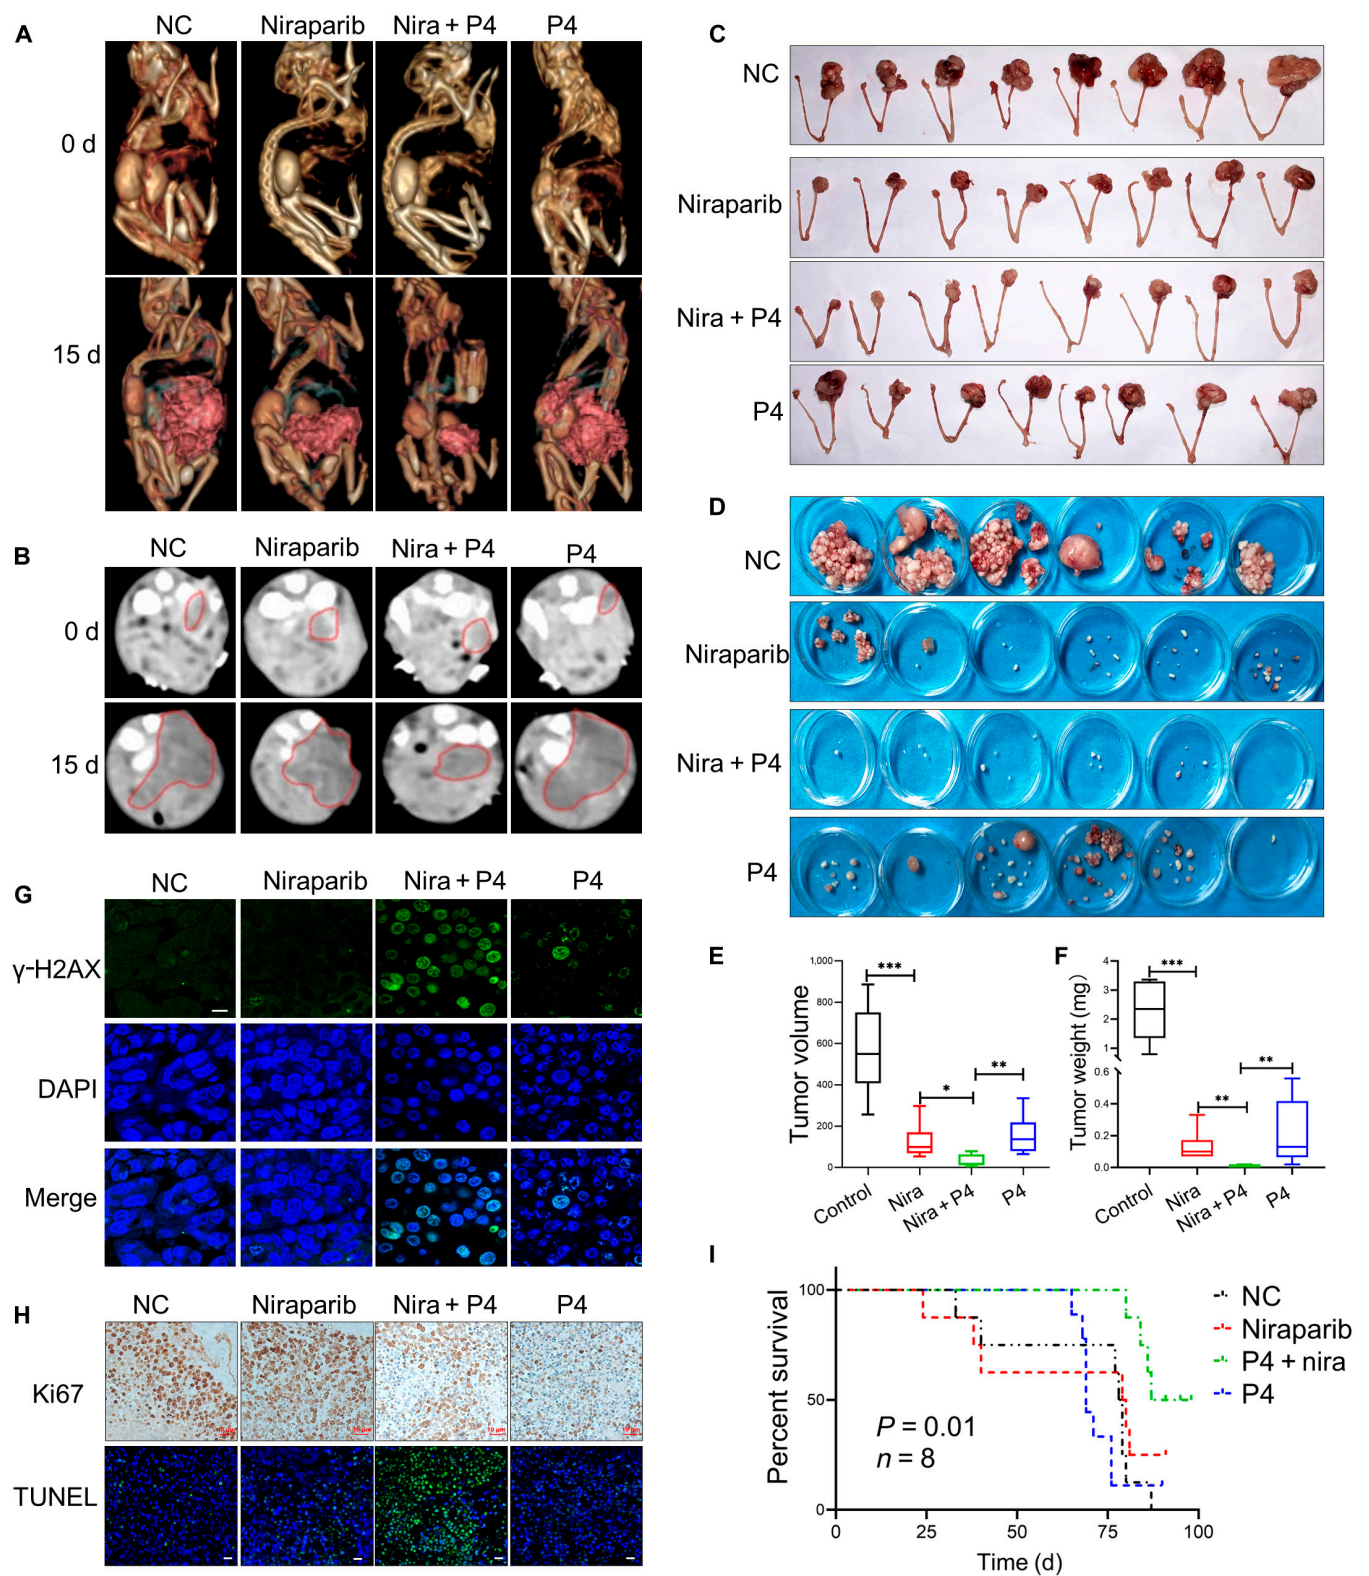 A
NC
Niraparib
Nira + P4
P4
0 d
15 d
B
NC
Niraparib
Nira + P4
P4
0 d
15 d
G
NC
Niraparib
Nira + P4
P4
γ-H2AX
DAPI
Merge
H
NC
Niraparib
Nira + P4
P4
Ki67
10 μm
10 μm
TUNEL
C
NC
Niraparib
Nira + P4
P4
D
NC
Niraparib
Nira + P4
P4
E
Tumor volume
1,000
800
600
400
200
0
***
*
**
Control
Nira
Nira + P4
P4
F
Tumor weight (mg)
4
3
2
1
0.6
0.4
0.2
0.0
***
**
**
Control
Nira
Nira + P4
P4
I
Percent survival
100
50
0
P = 0.01
n = 8
0
25
50
75
100
Time (d)
NC
Niraparib
P4 + nira
P4